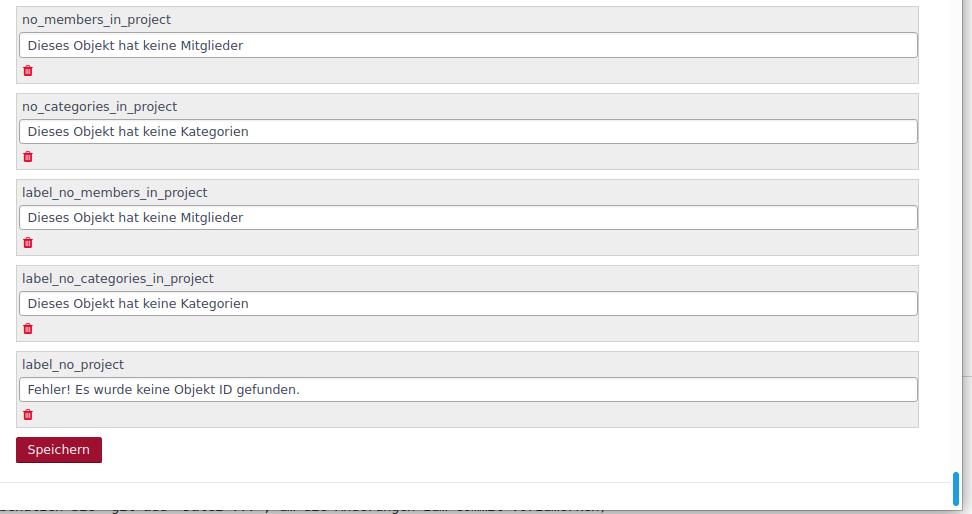 no_members_in_project
Dieses Objekt hat keine Mitglieder
no_categories_in_project
Dieses Objekt hat keine Kategorien
label_no_members_in_project
Dieses Objekt hat keine Mitglieder
label_no_categories_in_project
Dieses Objekt hat keine Kategorien
label_no_project
Fehler! Es wurde keine Objekt ID gefunden.
Speichern